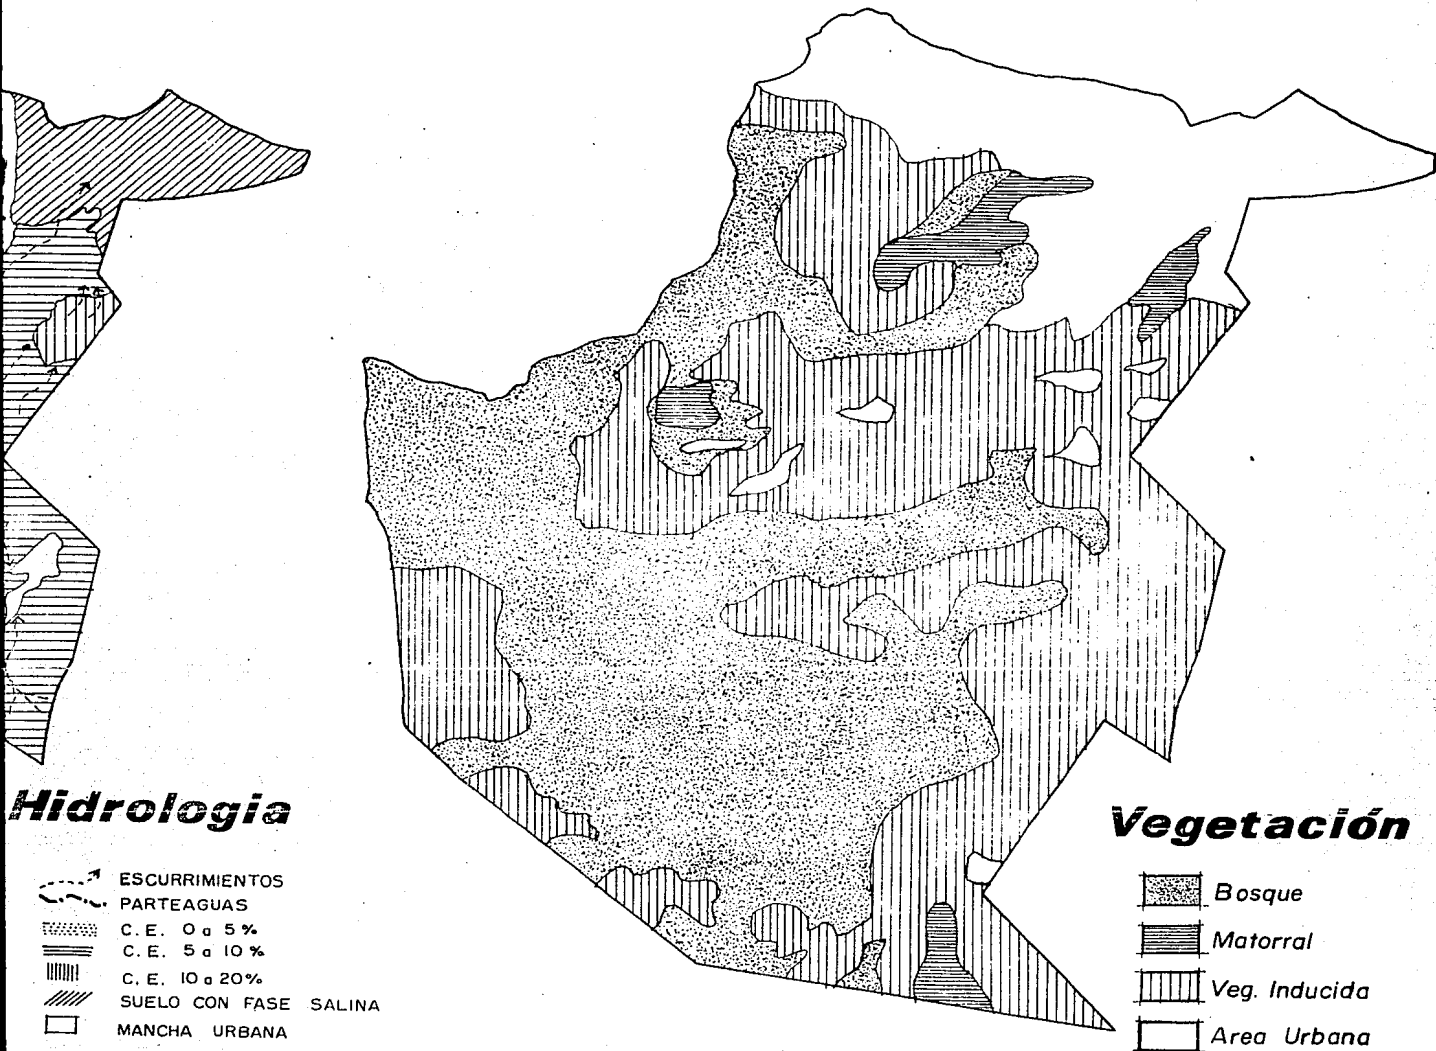 Hidrologia
ESCURRIMIENTOS
PARTEAGUAS
C.E. 0 a 5%
C.E. 5 a 10%
C.E. 10 a 20%
SUELO CON FASE SALINA
MANCHA URBANA
Vegetación
Bosque
Matorral
Veg. Inducida
Area Urbana